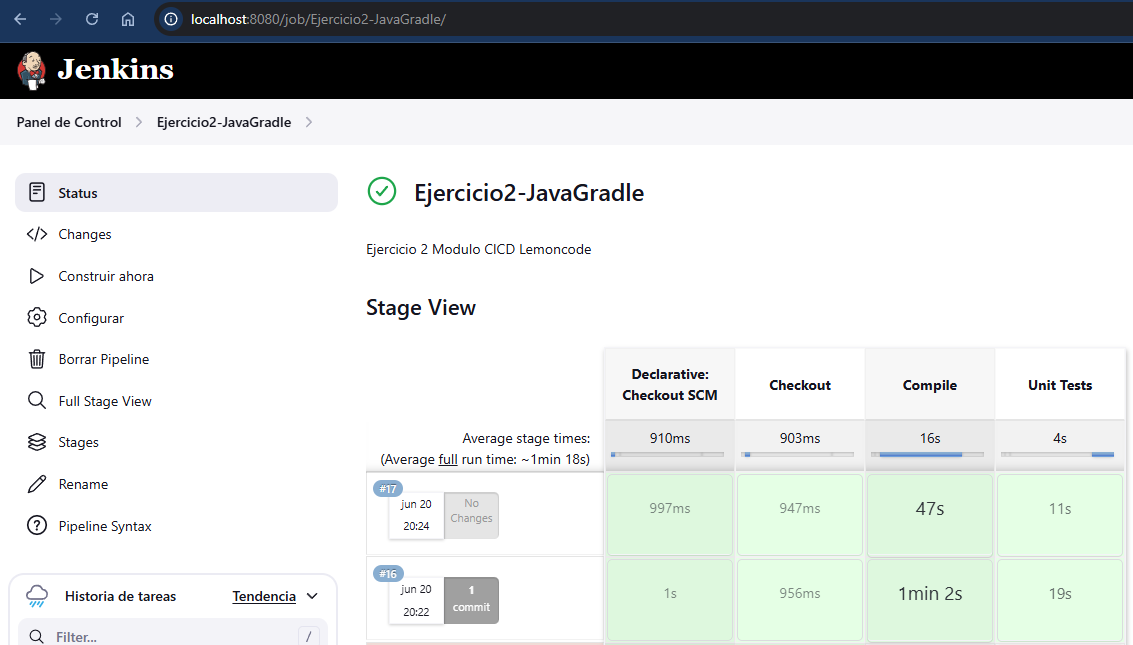 localhost:8080/job/Ejercicio2-JavaGradle/
Jenkins
Panel de Control
Ejercicio2-JavaGradle
Status
Changes
Construir ahora
Configurar
Borrar Pipeline
Full Stage View
Stages
Rename
Pipeline Syntax
Historia de tareas
Tendencia
Filter...
/
Ejercicio2-JavaGradle
Ejercicio 2 Modulo CICD Lemoncode
Stage View
Declarative:
Checkout SCM
Checkout
Compile
Unit Tests
Average stage times:
(Average full run time: ~1min 18s)
910ms
903ms
16s
4s
#17
jun 20
20:24
No
Changes
997ms
947ms
47s
11s
#16
jun 20
20:22
1
commit
1s
956ms
1min 2s
19s